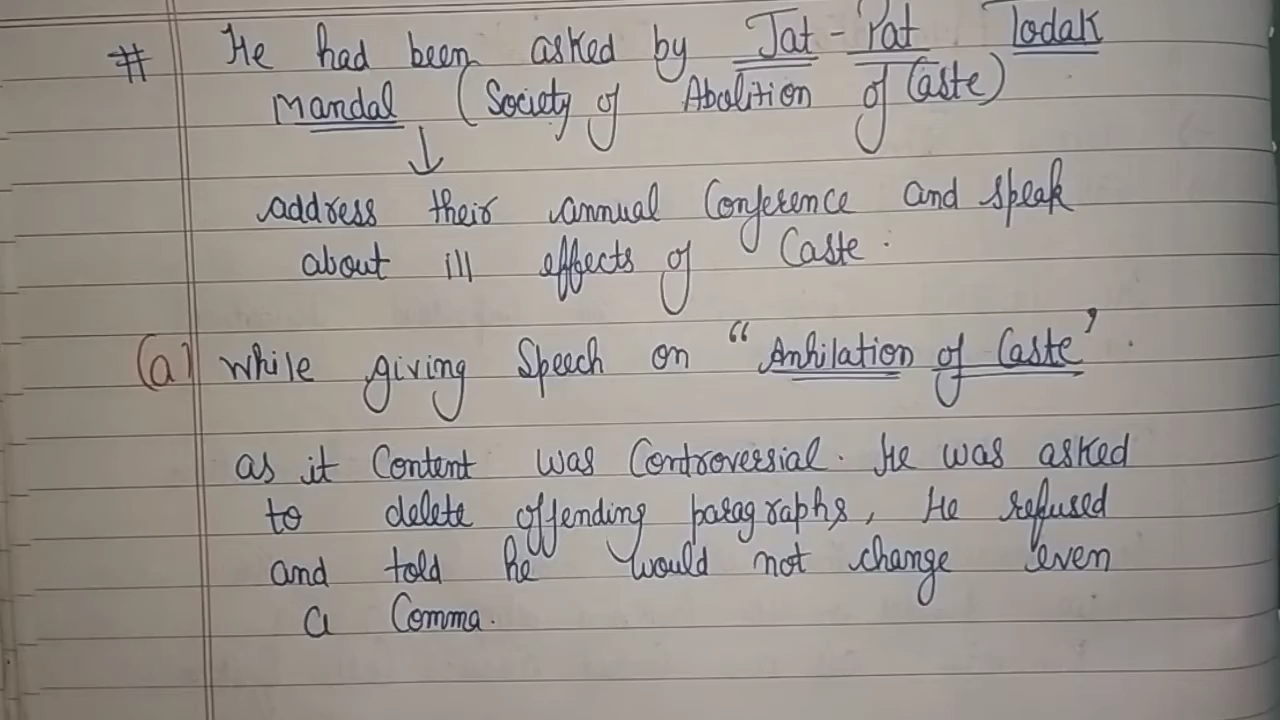 # He had been asked by Jat-Pat Todak
Mandal (Society of Abolition of Caste)
↓
address their annual Conference and speak
about ill effects of Caste.
(a) while giving Speech on "Anhilation of Caste'.
as it Content was Controversial. He was asked
to delete offending paragraphs, He refused
and told he would not change even
a Comma.